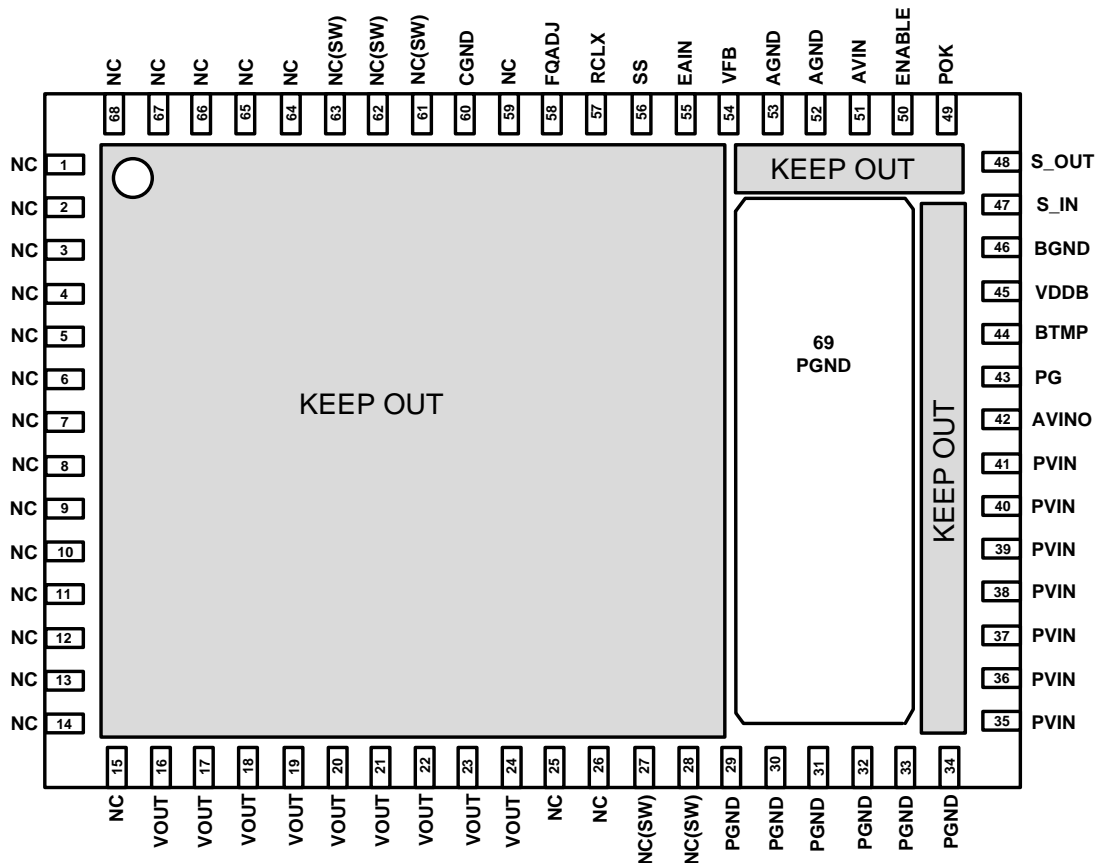 NC NC NC NC NC NC(SW) NC(SW) NC(SW) CGND NC FQADJ RCLX SS EAIN VFB AGND AGND AVIN ENABLE POK
68 67 66 65 64 63 62 61 60 59 58 57 56 55 54 53 52 51 50 49
NC 1
NC 2
NC 3
NC 4
NC 5
NC 6
NC 7
NC 8
NC 9
NC 10
NC 11
NC 12
NC 13
NC 14
KEEP OUT
KEEP OUT
69
PGND
KEEP OUT
48 S_OUT
47 S_IN
46 BGND
45 VDDB
44 BTMP
43 PG
42 AVINO
41 PVIN
40 PVIN
39 PVIN
38 PVIN
37 PVIN
36 PVIN
35 PVIN
15 16 17 18 19 20 21 22 23 24 25 26 27 28 29 30 31 32 33 34
NC VOUT VOUT VOUT VOUT VOUT VOUT VOUT VOUT VOUT NC NC NC(SW) NC(SW) PGND PGND PGND PGND PGND PGND